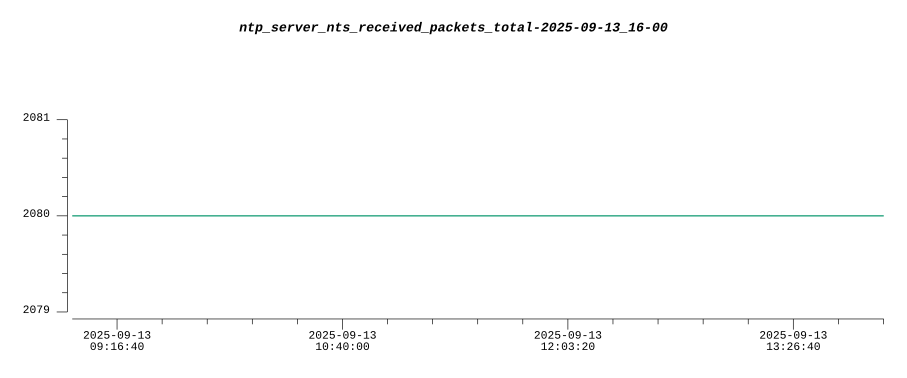 ntp_server_nts_received_packets_total-2025-09-13_16-00
2081
2080
2079
2025-09-13 2025-09-13 2025-09-13 2025-09-13
09:16:40 10:40:00 12:03:20 13:26:40